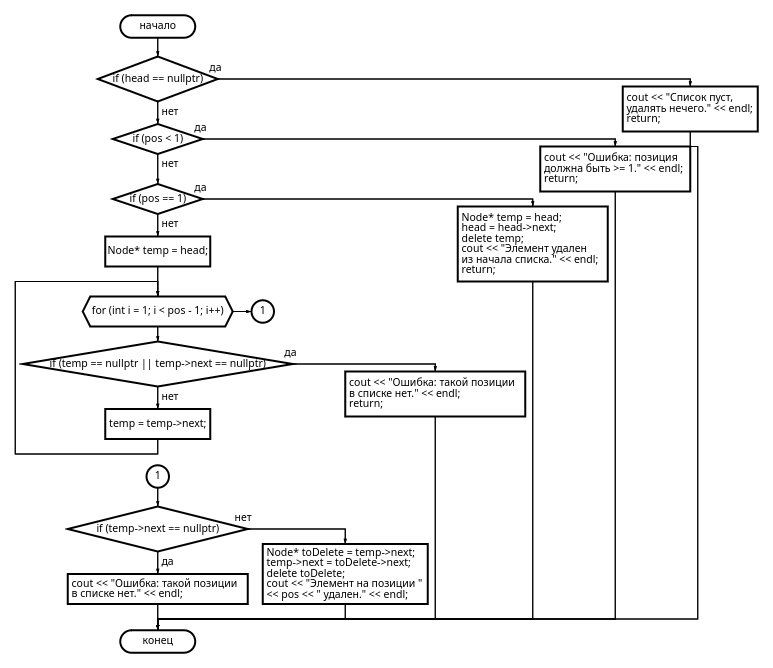 начало
да
if (head == nullptr)
cout << "Список пуст,
удалять нечего." << endl;
return;
нет
да
if (pos < 1)
cout << "Ошибка: позиция
должна быть >= 1." << endl;
return;
нет
да
if (pos == 1)
Node* temp = head;
head = head->next;
delete temp;
cout << "Элемент удален
из начала списка." << endl;
return;
нет
Node* temp = head;
for (int i = 1; i < pos - 1; i++)
1
да
if (temp == nullptr || temp->next == nullptr)
cout << "Ошибка: такой позиции
в списке нет." << endl;
return;
нет
temp = temp->next;
1
нет
if (temp->next == nullptr)
Node* toDelete = temp->next;
temp->next = toDelete->next;
delete toDelete;
cout << "Элемент на позиции "
<< pos << " удален." << endl;
да
cout << "Ошибка: такой позиции
в списке нет." << endl;
конец